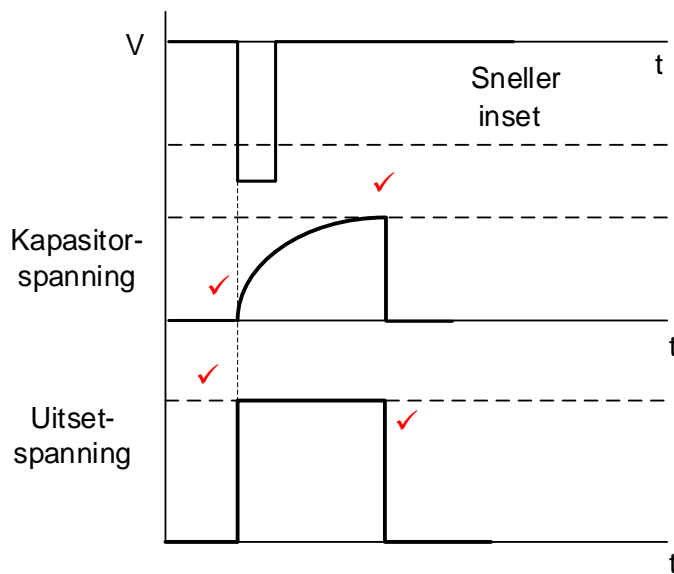 V
t
Sneller
inset
Kapasitor-
spanning
t
Uitset-
spanning
t